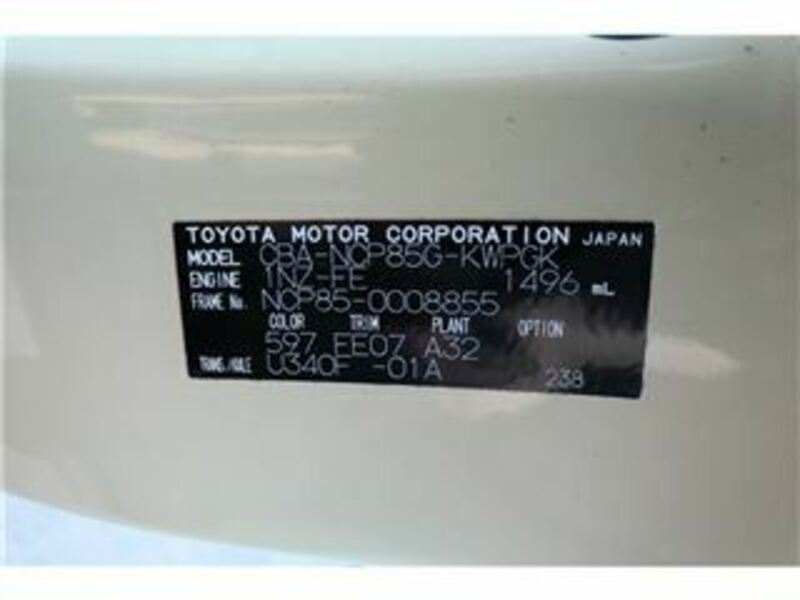 TOYOTA MOTOR CORPORATION JAPAN
MODEL CBA-NCP85G-KWPGK
ENGINE 1NZ-FE 1496 mL
FRAME No. NCP85-0008855
COLOR TRIM PLANT OPTION
597 EE07 A32
TRANS./AXLE U340F -01A 238